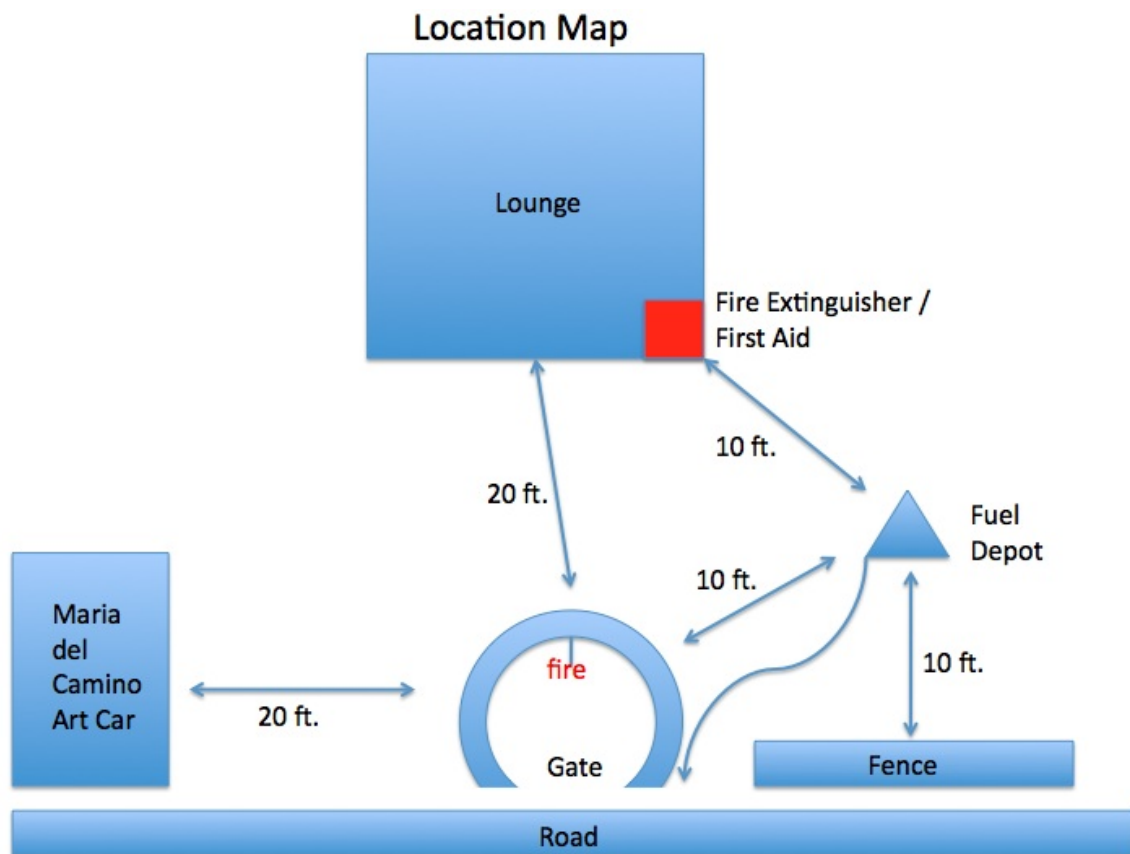 Location Map
Lounge
Fire Extinguisher /
First Aid
10 ft.
20 ft.
Fuel
Depot
10 ft.
Maria
del
Camino
Art Car
fire
10 ft.
20 ft.
Gate
Fence
Road